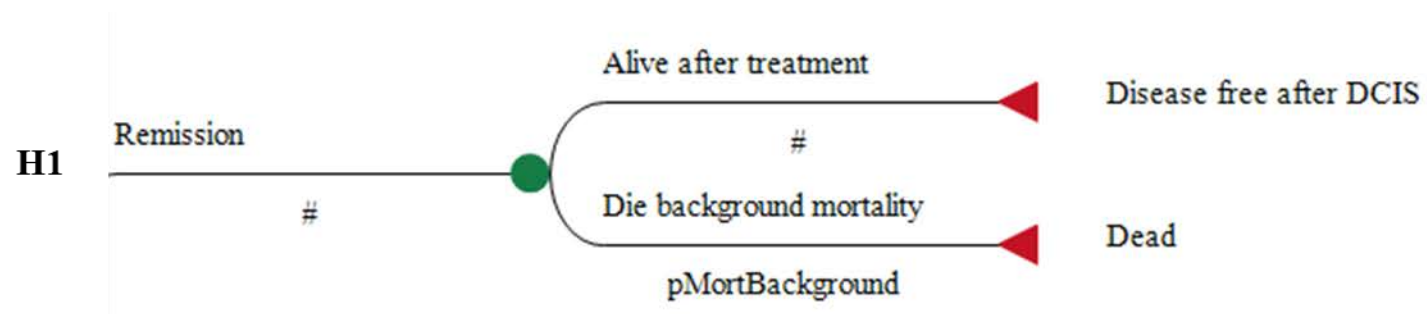 Alive after treatment
Disease free after DCIS
#
Remission
H1
#
Die background mortality
Dead
pMortBackground